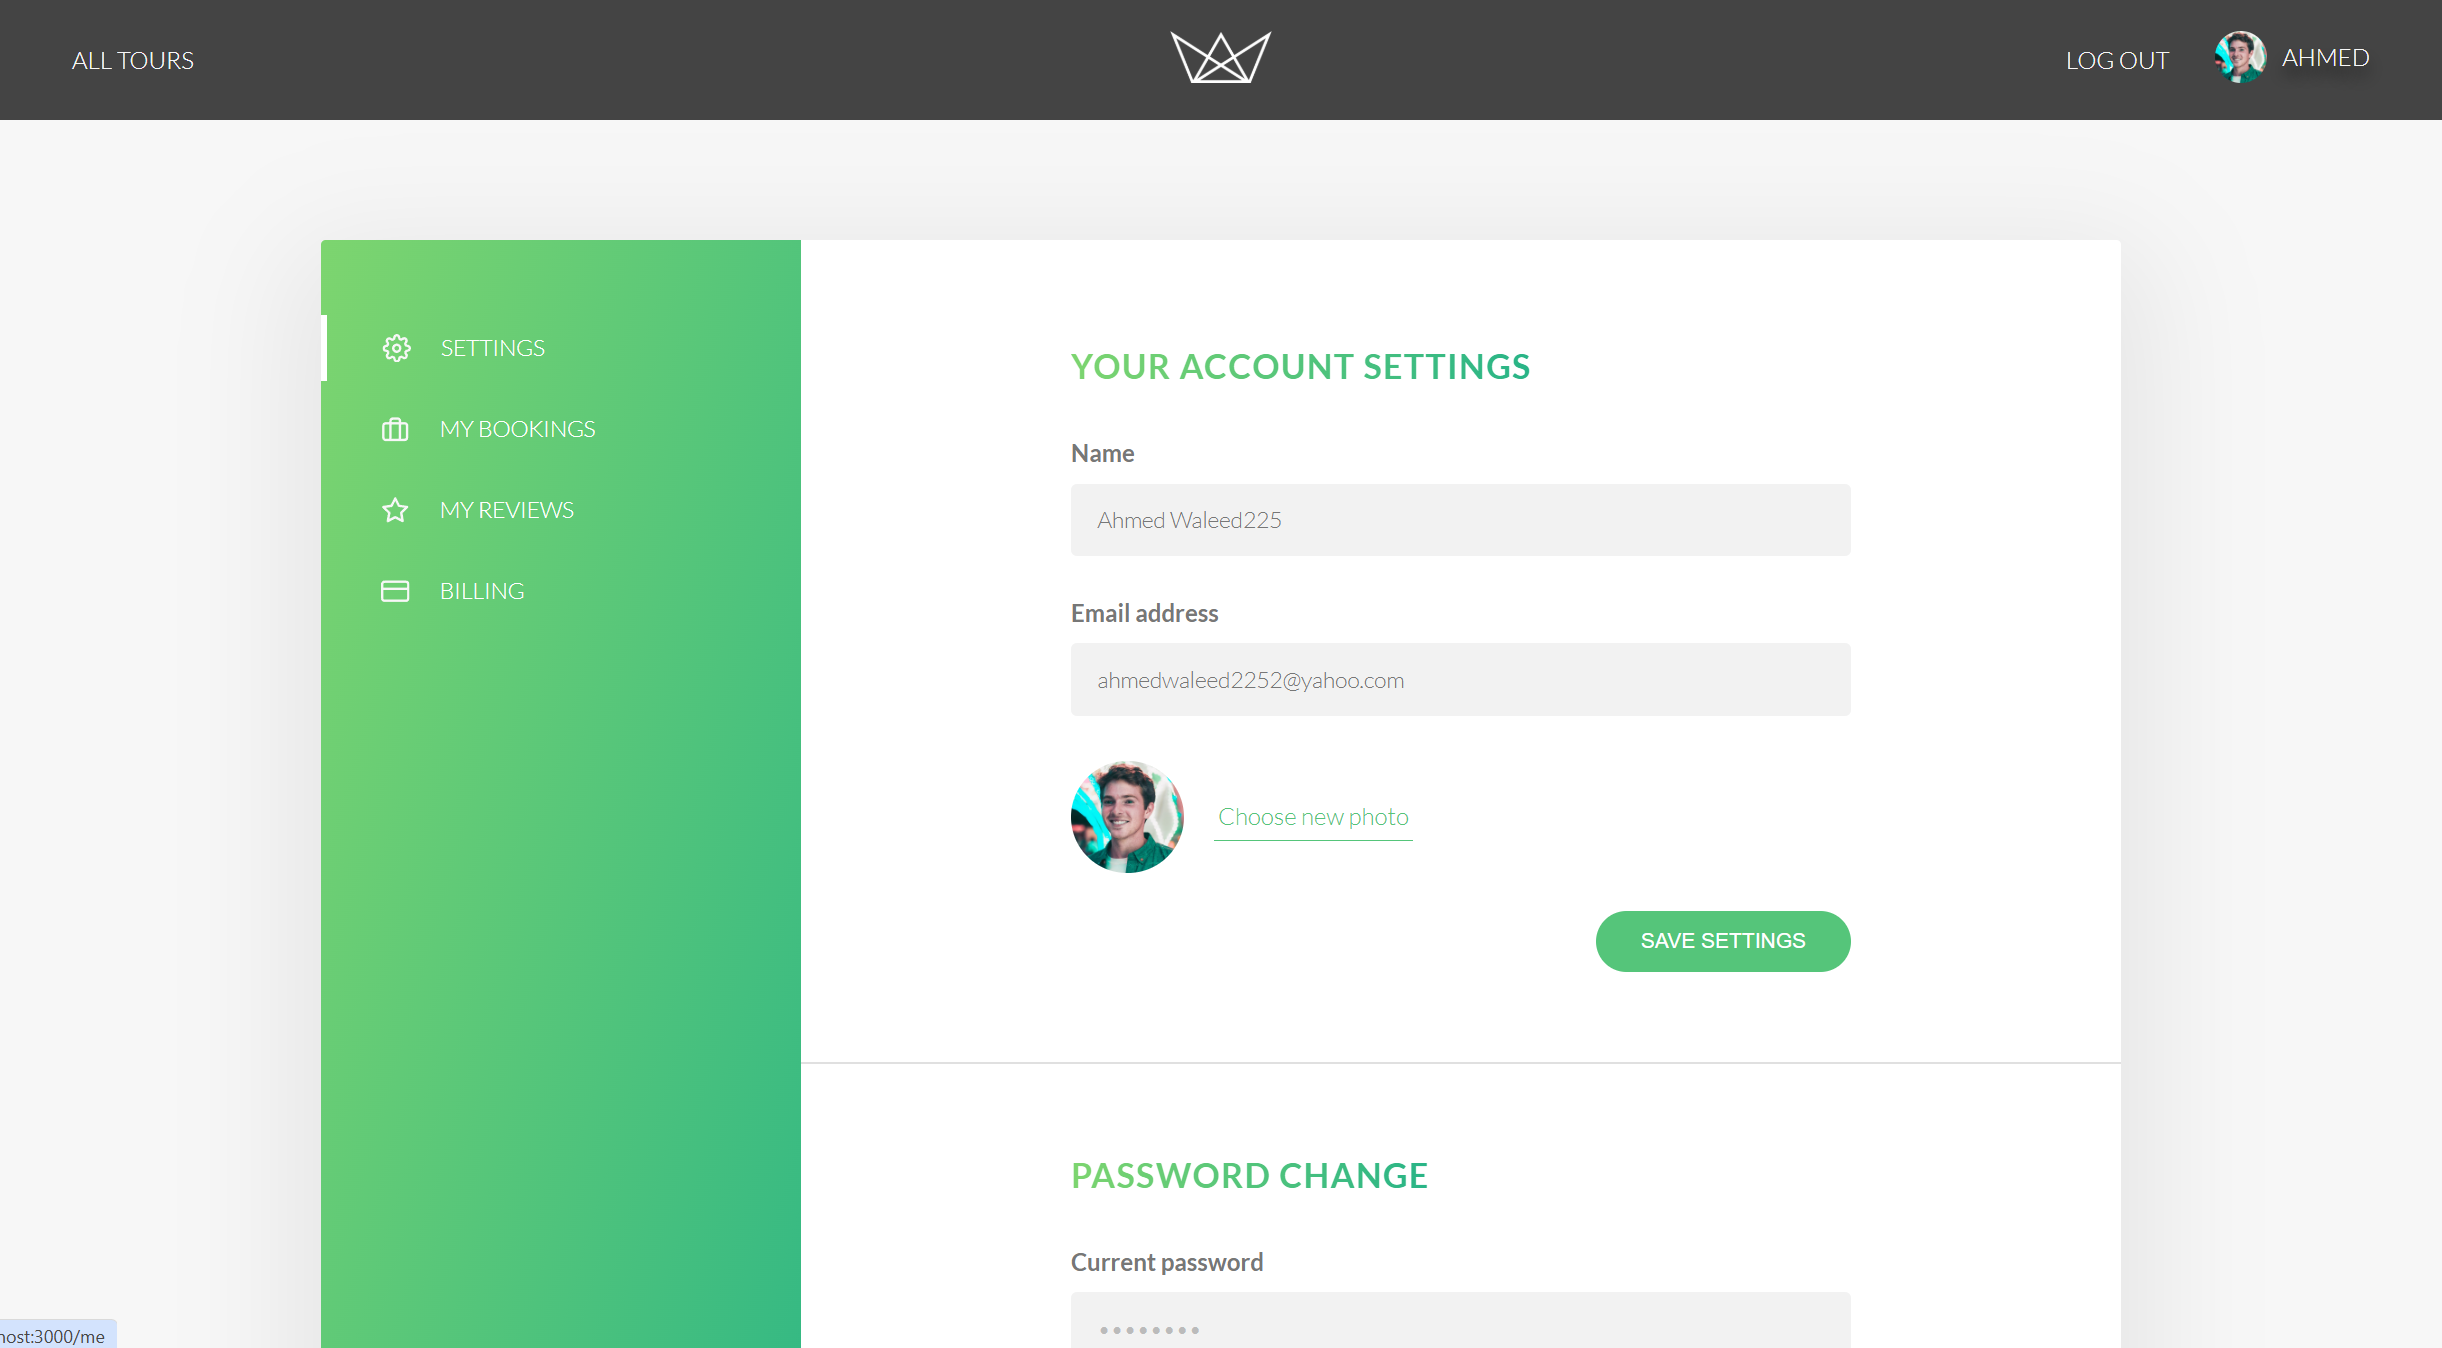 ALL TOURS
LOG OUT
AHMED
SETTINGS
MY BOOKINGS
MY REVIEWS
BILLING
YOUR ACCOUNT SETTINGS
Name
Ahmed Waleed225
Email address
ahmedwaleed2252@yahoo.com
Choose new photo
SAVE SETTINGS
PASSWORD CHANGE
Current password
••••••••
host:3000/me